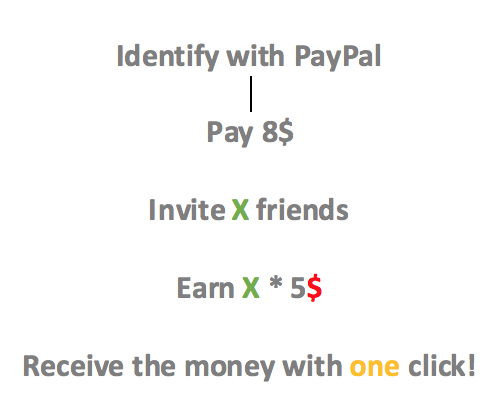 Identify with PayPal
Pay 8$
Invite X friends
Earn X * 5$
Receive the money with one click!